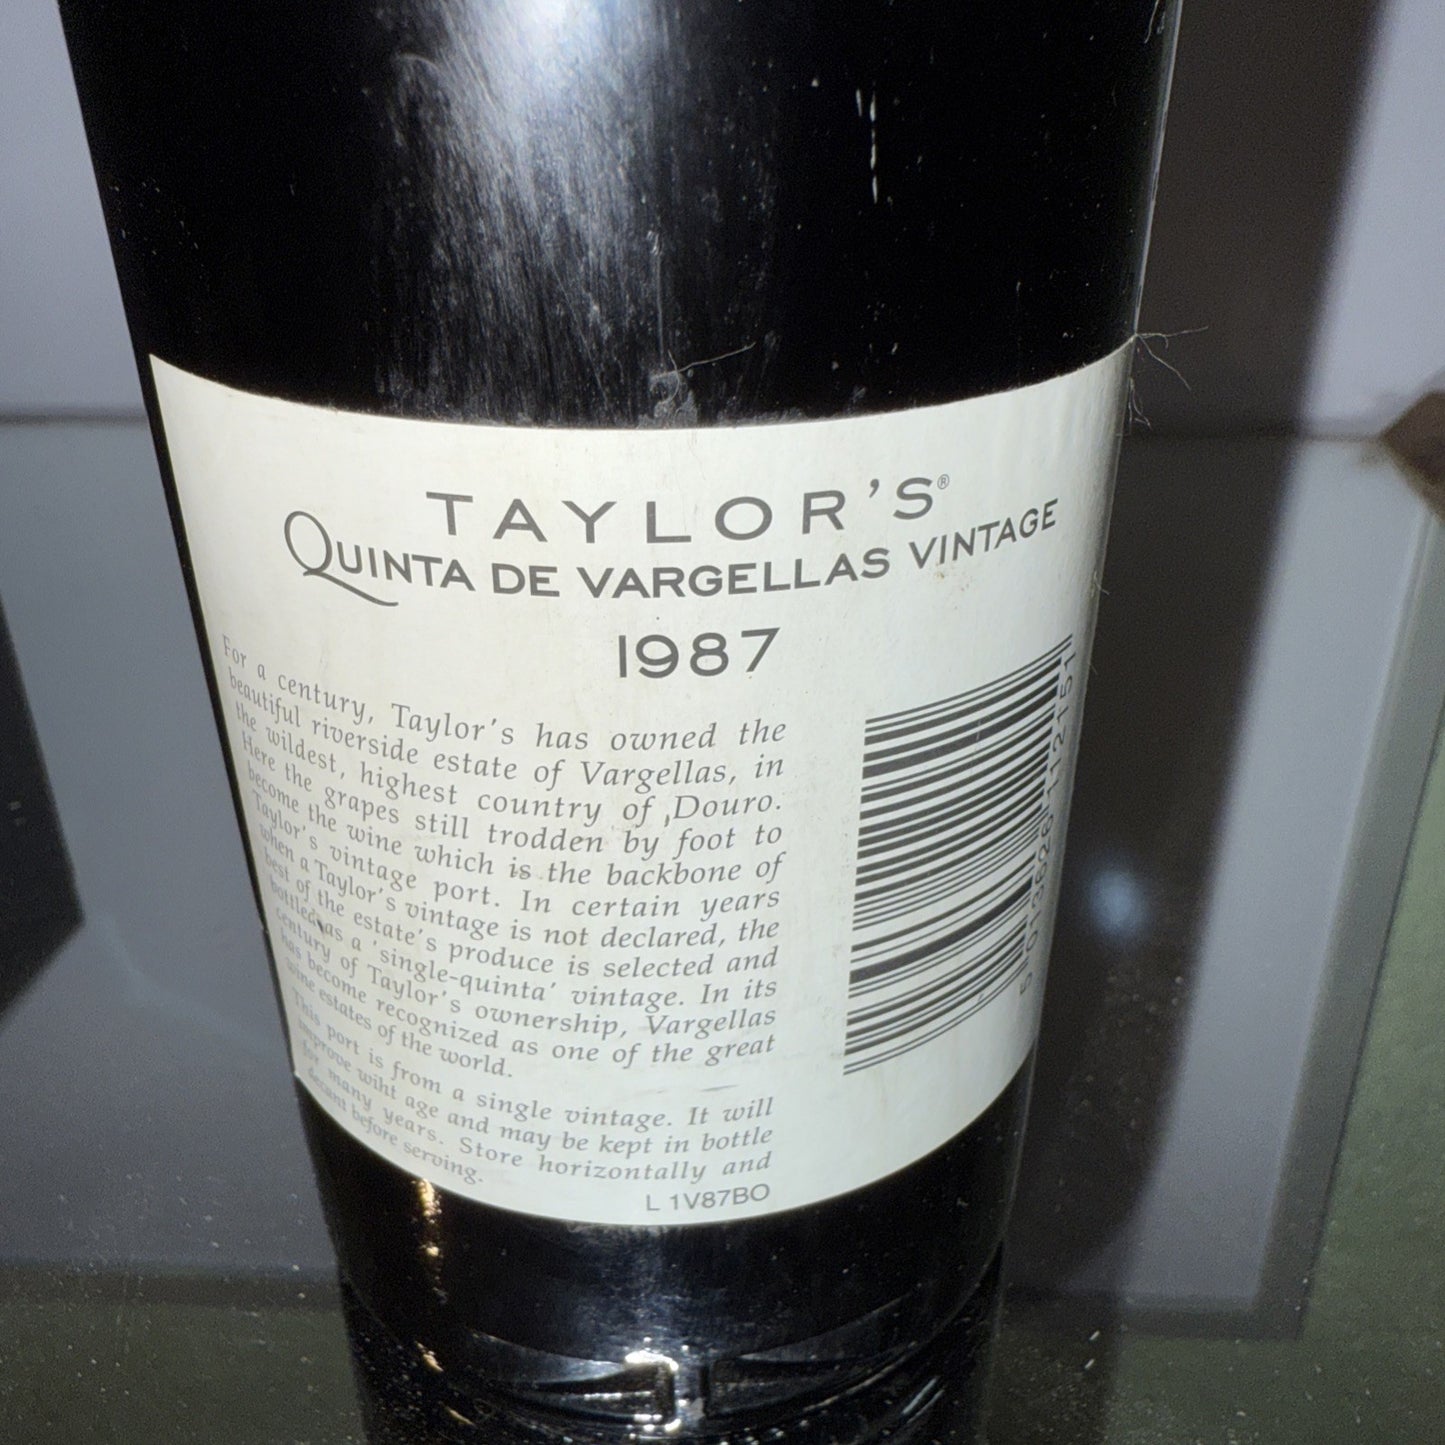 TAYLOR'S®
QUINTA DE VARGELLAS VINTAGE
1987
For a century, Taylor's has owned the
beautiful riverside estate of Vargellas, in
the wildest, highest country of Douro.
Here the grapes still trodden by foot to
become the wine which is the backbone of
Taylor's vintage port. In certain years
when a Taylor's vintage is not declared, the
best of the estate's produce is selected and
bottled as a 'single-quinta' vintage. In its
century of Taylor's ownership, Vargellas
has become recognized as one of the great
wine estates of the world.
This port is from a single vintage. It will
improve wiht age and may be kept in bottle
for many years. Store horizontally and
decant before serving.
L 1V87BO
5 013626 112151